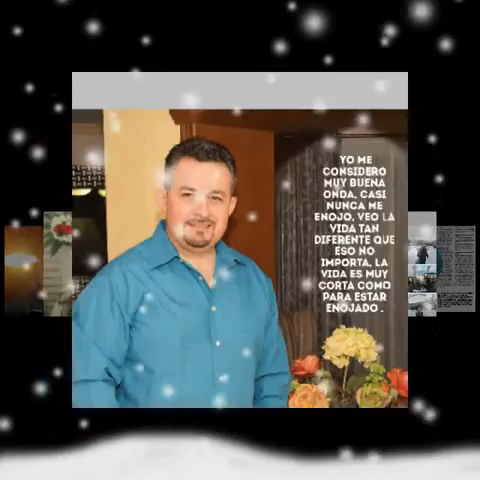 YO ME
CONSIDERO
MUY BUENA
ONDA, CASI
NUNCA ME
ENOJO, VEO LA
VIDA TAN
DIFERENTE QUE
ESO NO
IMPORTA. LA
VIDA ES MUY
CORTA COMO
PARA ESTAR
ENOJADO .